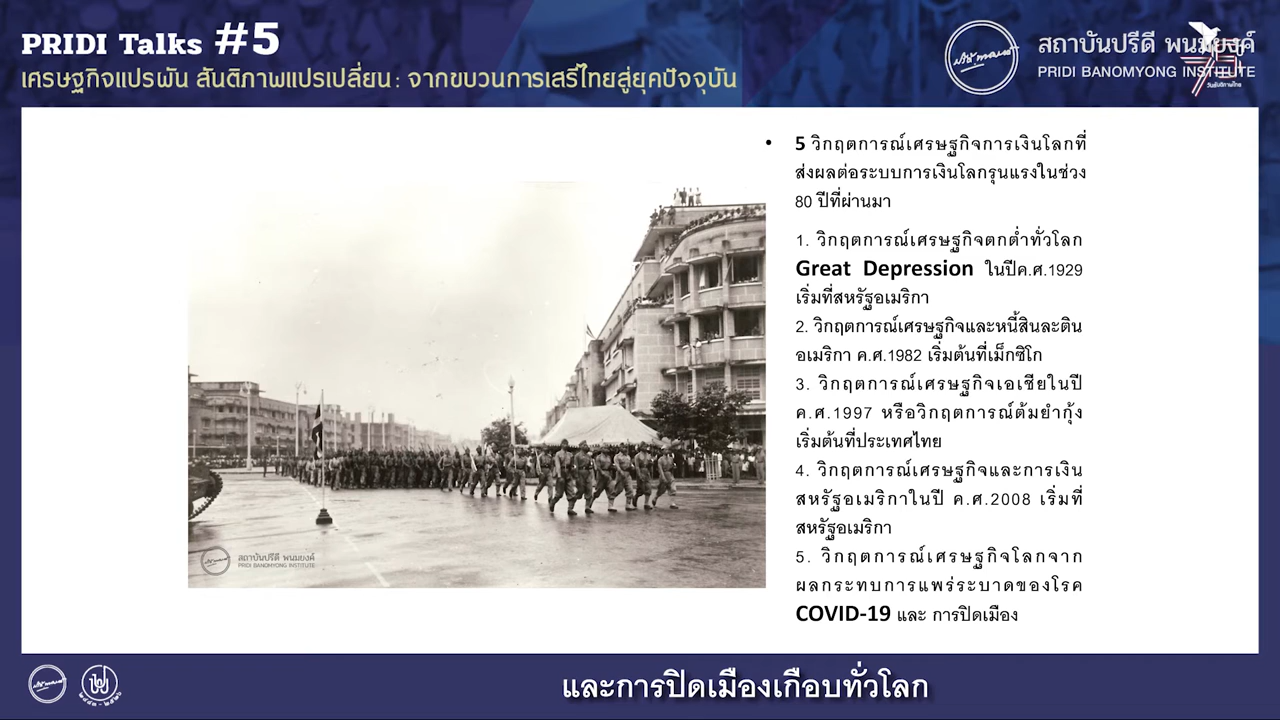 PRIDI Talks #5
เศรษฐกิจแปรผัน สันติภาพแปรเปลี่ยน : จากขบวนการเสรีไทยสู่ยุคปัจจุบัน
สถาบันปรีดี พนมยงค์
PRIDI BANOMYONG INSTITUTE
วันสันติภาพไทย
• 5 วิกฤตการณ์เศรษฐกิจการเงินโลกที่
ส่งผลต่อระบบการเงินโลกรุนแรงในช่วง
80 ปีที่ผ่านมา
1. วิกฤตการณ์เศรษฐกิจตกต่ำทั่วโลก
Great Depression ในปีค.ศ.1929
เริ่มที่สหรัฐอเมริกา
2. วิกฤตการณ์เศรษฐกิจและหนี้สินละติน
อเมริกา ค.ศ.1982 เริ่มต้นที่เม็กซิโก
3. วิกฤตการณ์เศรษฐกิจเอเชียในปี
ค.ศ.1997 หรือวิกฤตการณ์ต้มยำกุ้ง
เริ่มต้นที่ประเทศไทย
4. วิกฤตการณ์เศรษฐกิจและการเงิน
สหรัฐอเมริกาในปี ค.ศ.2008 เริ่มที่
สหรัฐอเมริกา
5. วิกฤตการณ์เศรษฐกิจโลกจาก
ผลกระทบการแพร่ระบาดของโรค
COVID-19 และ การปิดเมือง
สถาบันปรีดี พนมยงค์
PRIDI BANOMYONG INSTITUTE
และการปิดเมืองเกือบทั่วโลก